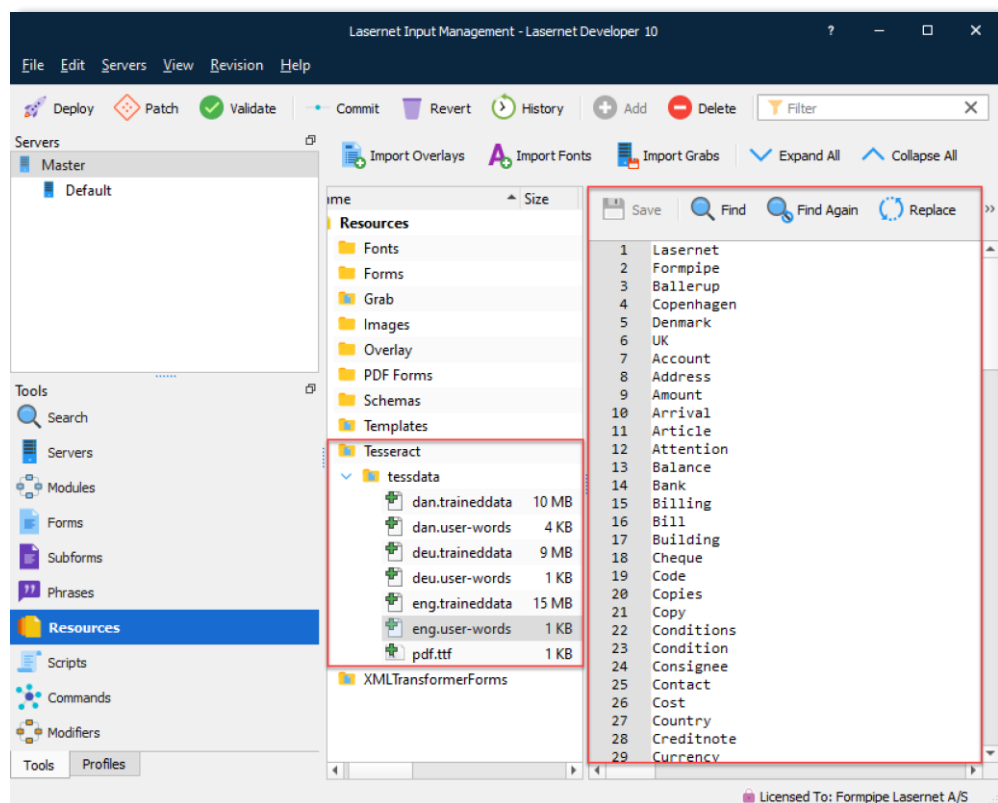 Lasernet Input Management - Lasernet Developer 10
File Edit Servers View Revision Help
Deploy Patch Validate Commit Revert History Add Delete Filter
Servers
Master
Default
Import Overlays Import Fonts Import Grabs Expand All Collapse All
Size
Resources
Fonts
Forms
Grab
Images
Overlay
PDF Forms
Schemas
Templates
Tesseract
tessdata
dan.traineddata 10 MB
dan.user-words 4 KB
deu.traineddata 9 MB
deu.user-words 1 KB
eng.traineddata 15 MB
eng.user-words 1 KB
pdf.ttf 1 KB
XMLTransformerForms
Save Find Find Again Replace
1 Lasernet
2 Formpipe
3 Ballerup
4 Copenhagen
5 Denmark
6 UK
7 Account
8 Address
9 Amount
10 Arrival
11 Article
12 Attention
13 Balance
14 Bank
15 Billing
16 Bill
17 Building
18 Cheque
19 Code
20 Copies
21 Copy
22 Conditions
23 Condition
24 Consignee
25 Contact
26 Cost
27 Country
28 Creditnote
29 Currency
Tools
Search
Servers
Modules
Forms
Subforms
Phrases
Resources
Scripts
Commands
Modifiers
Tools Profiles
Licensed To: Formpipe Lasernet A/S